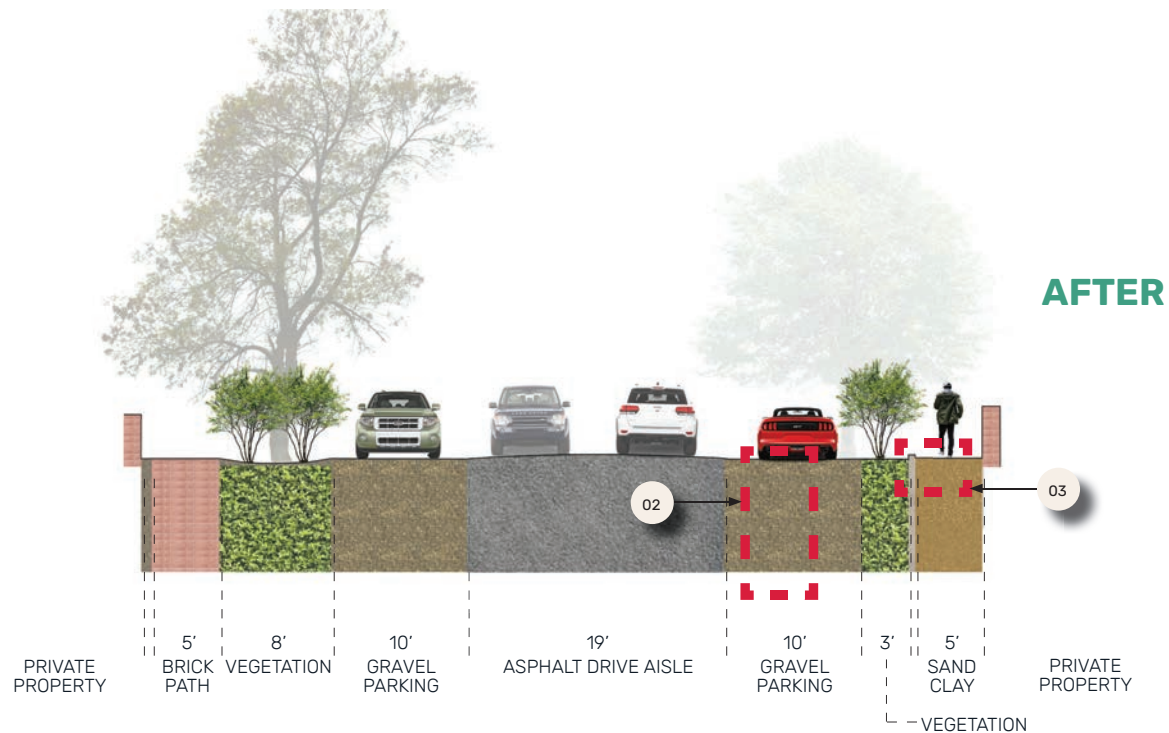 AFTER
02
03
5’
8’
10’
19’
10’
3’
5’
PRIVATE
PROPERTY
BRICK
PATH
VEGETATION
GRAVEL
PARKING
ASPHALT DRIVE AISLE
GRAVEL
PARKING
SAND
CLAY
PRIVATE
PROPERTY
VEGETATION